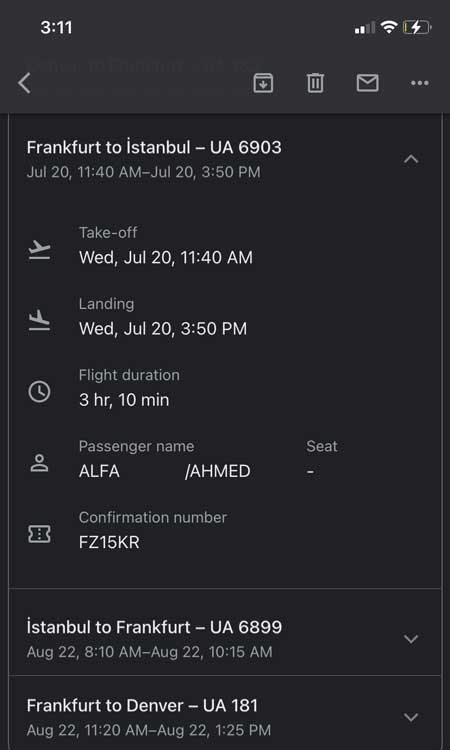 3:11
Frankfurt to İstanbul – UA 6903
Jul 20, 11:40 AM–Jul 20, 3:50 PM
Take-off
Wed, Jul 20, 11:40 AM
Landing
Wed, Jul 20, 3:50 PM
Flight duration
3 hr, 10 min
Passenger name Seat
ALFA /AHMED -
Confirmation number
FZ15KR
İstanbul to Frankfurt – UA 6899
Aug 22, 8:10 AM–Aug 22, 10:15 AM
Frankfurt to Denver – UA 181
Aug 22, 11:20 AM–Aug 22, 1:25 PM